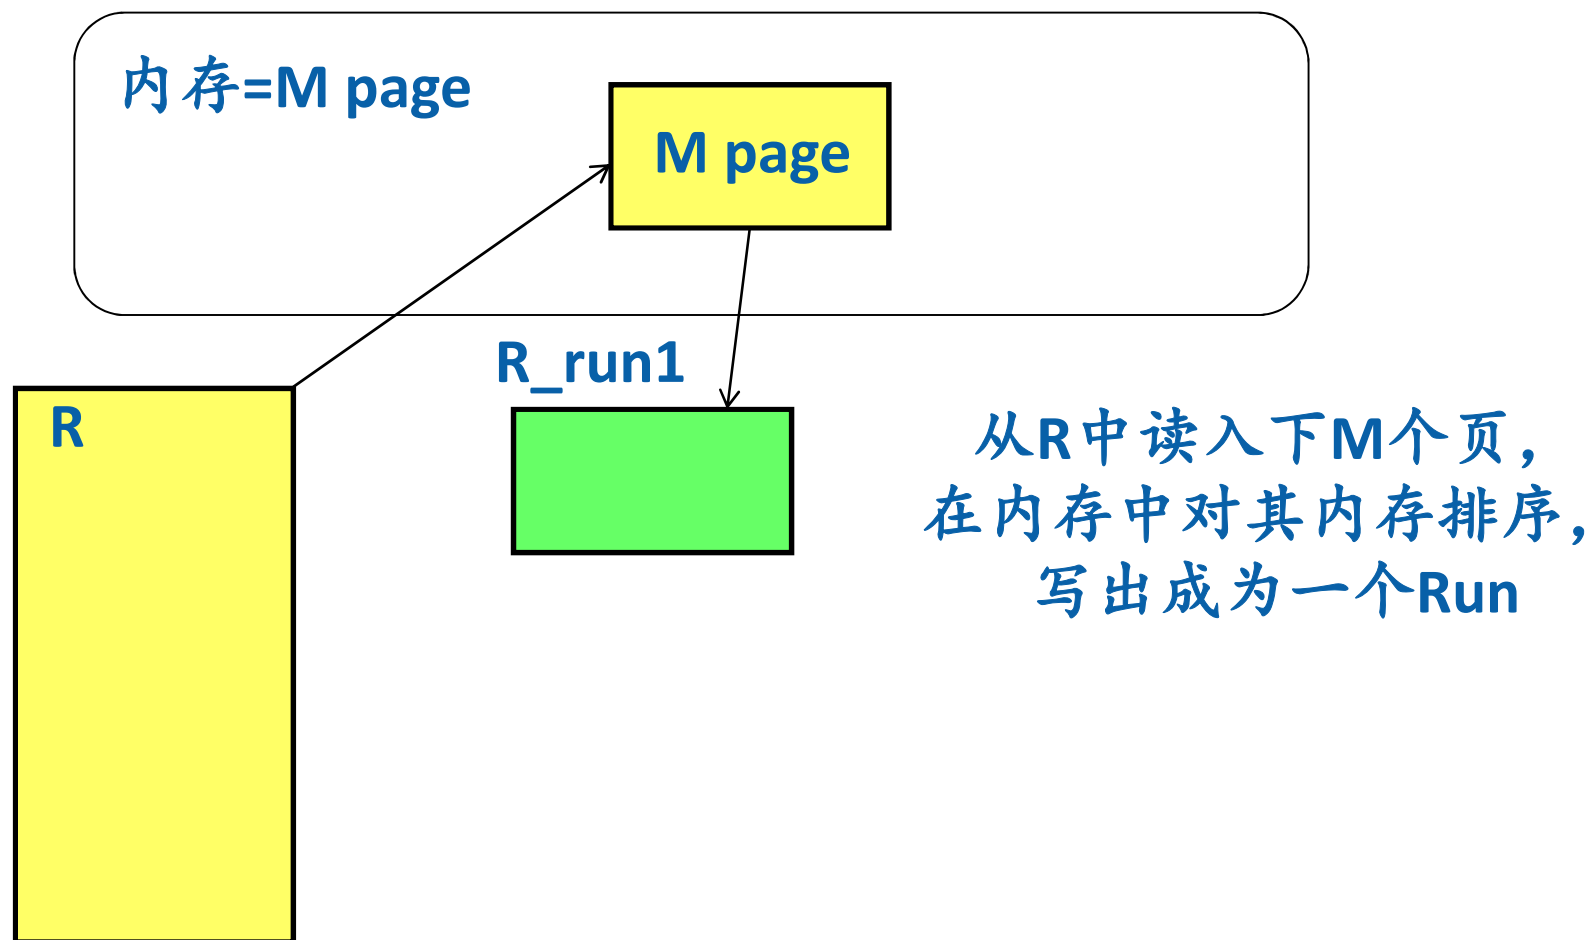 内存=M page
M page
R_run1
R
从R中读入下M个页，
在内存中对其内存排序，
写出成为一个Run